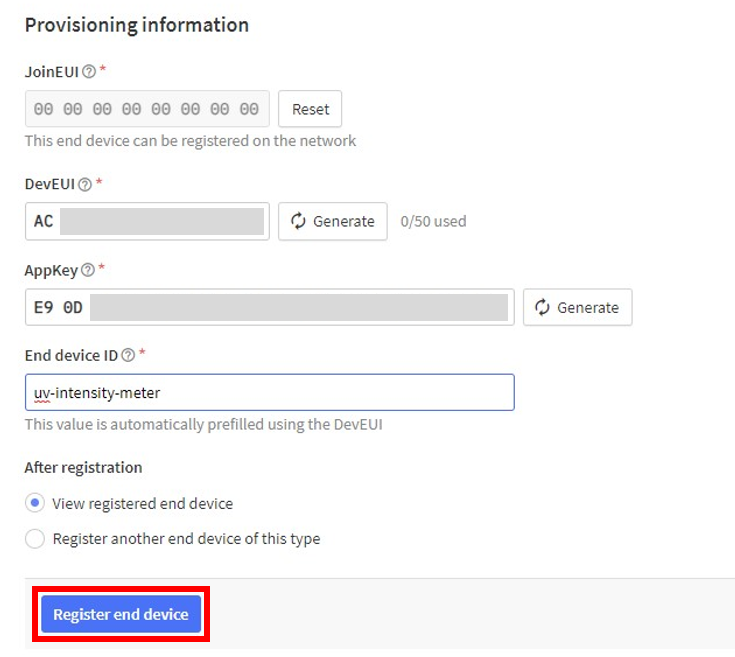 Provisioning information
JoinEUI *
00 00 00 00 00 00 00 00 Reset
This end device can be registered on the network
DevEUI *
AC Generate 0/50 used
AppKey *
E9 0D Generate
End device ID *
uv-intensity-meter
This value is automatically prefilled using the DevEUI
After registration
View registered end device
Register another end device of this type
Register end device